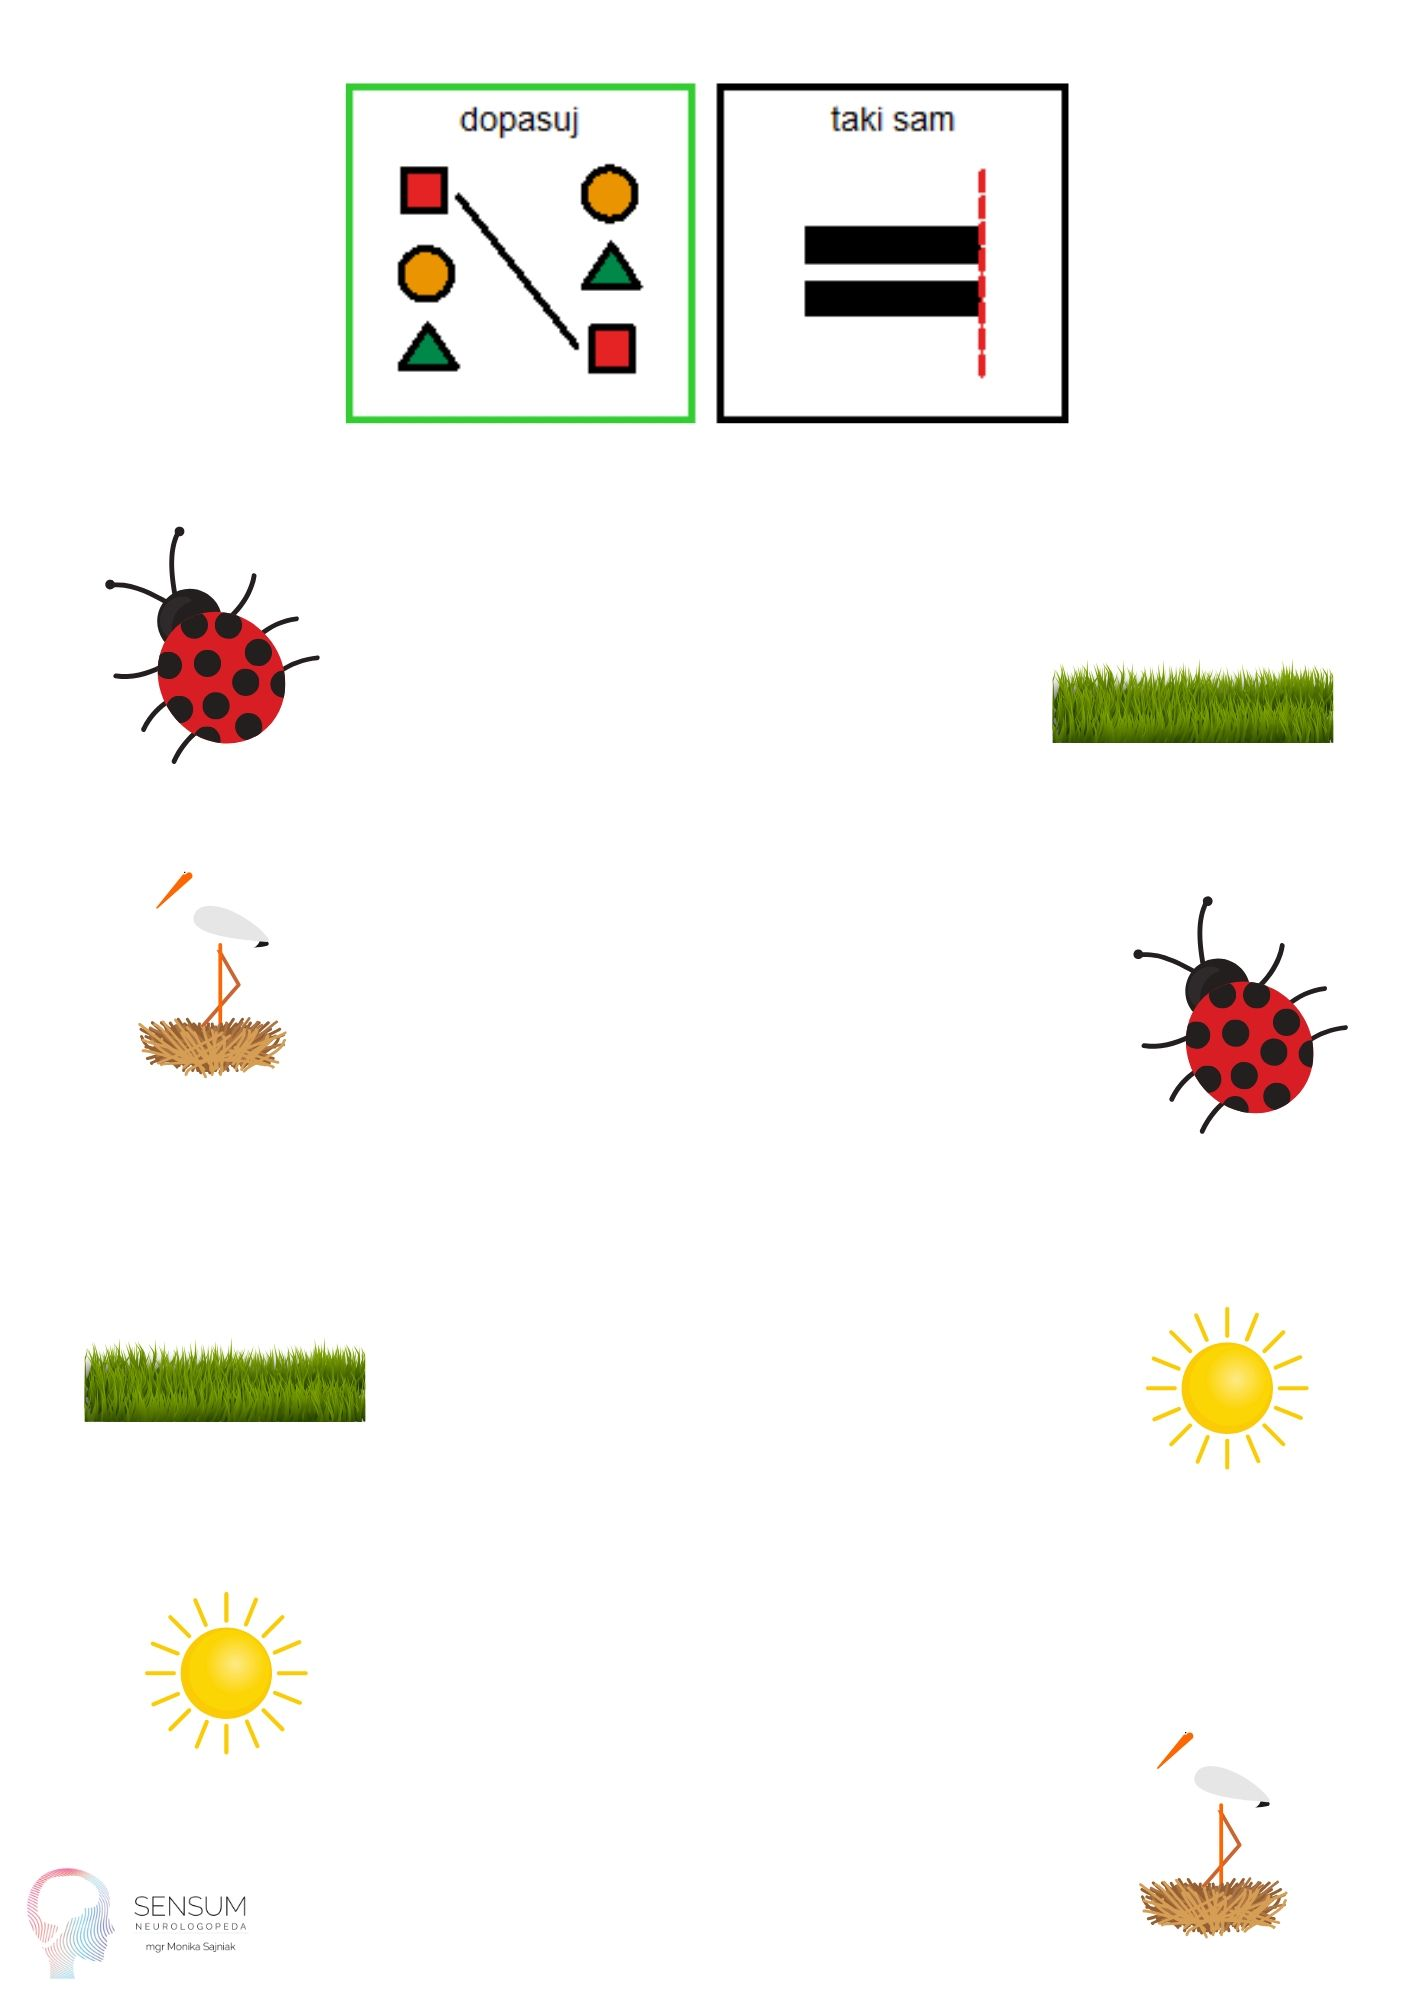 dopasuj
taki sam
SENSUM
NEUROLOGOPEDA
mgr Monika Sajniak